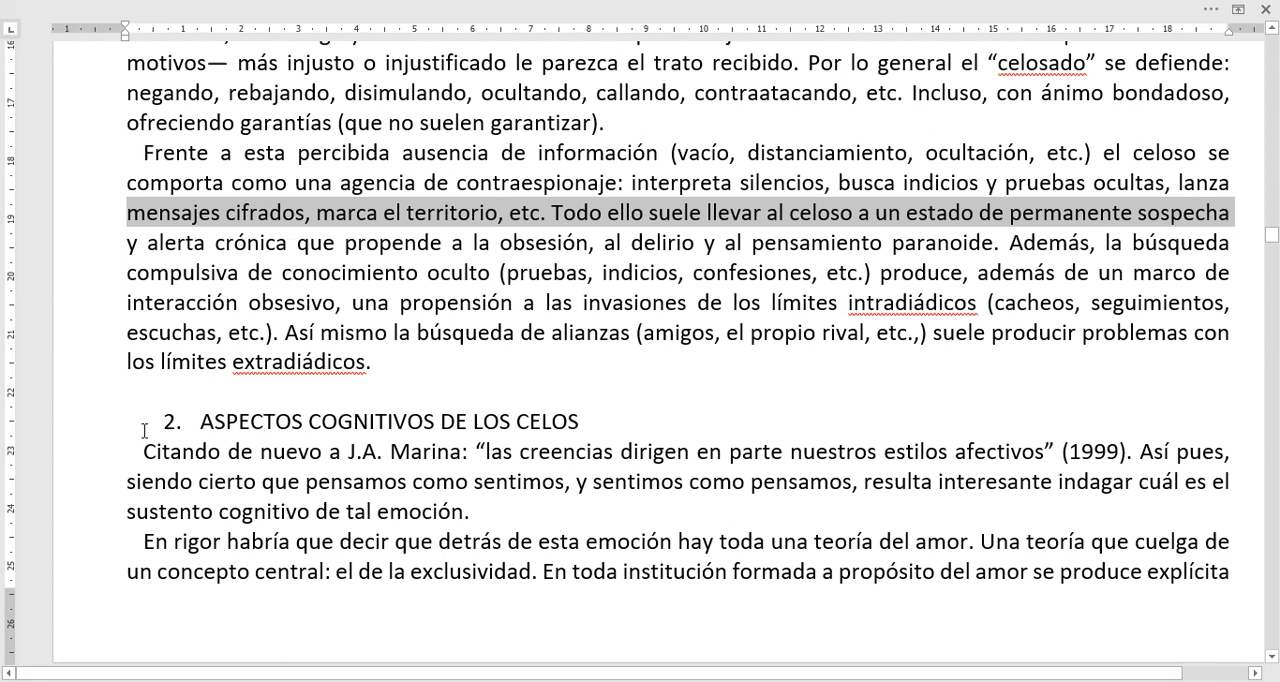 motivos— más injusto o injustificado le parezca el trato recibido. Por lo general el “celosado” se defiende:
negando, rebajando, disimulando, ocultando, callando, contraatacando, etc. Incluso, con ánimo bondadoso,
ofreciendo garantías (que no suelen garantizar).
Frente a esta percibida ausencia de información (vacío, distanciamiento, ocultación, etc.) el celoso se
comporta como una agencia de contraespionaje: interpreta silencios, busca indicios y pruebas ocultas, lanza
mensajes cifrados, marca el territorio, etc. Todo ello suele llevar al celoso a un estado de permanente sospecha
y alerta crónica que propende a la obsesión, al delirio y al pensamiento paranoide. Además, la búsqueda
compulsiva de conocimiento oculto (pruebas, indicios, confesiones, etc.) produce, además de un marco de
interacción obsesivo, una propensión a las invasiones de los límites intradiádicos (cacheos, seguimientos,
escuchas, etc.). Así mismo la búsqueda de alianzas (amigos, el propio rival, etc.,) suele producir problemas con
los límites extradiádicos.
2. ASPECTOS COGNITIVOS DE LOS CELOS
Citando de nuevo a J.A. Marina: “las creencias dirigen en parte nuestros estilos afectivos” (1999). Así pues,
siendo cierto que pensamos como sentimos, y sentimos como pensamos, resulta interesante indagar cuál es el
sustento cognitivo de tal emoción.
En rigor habría que decir que detrás de esta emoción hay toda una teoría del amor. Una teoría que cuelga de
un concepto central: el de la exclusividad. En toda institución formada a propósito del amor se produce explícita